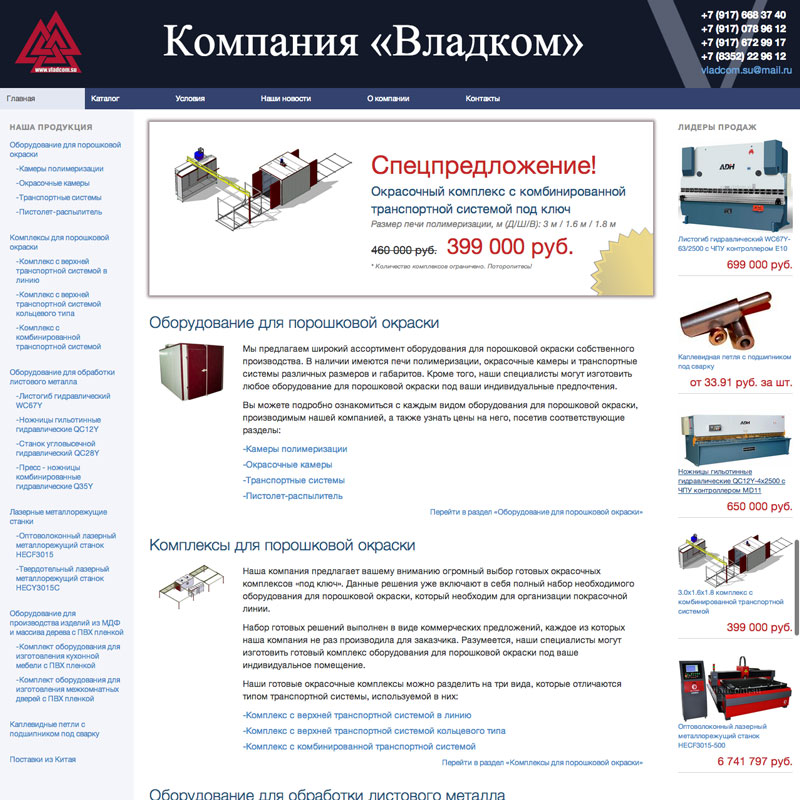 www.vladcom.su
Компания «Владком»
+7 (917) 668 37 40
+7 (917) 078 96 12
+7 (917) 672 99 17
+7 (8352) 22 96 12
vladcom.su@mail.ru
Главная
Каталог
Условия
Наши новости
О компании
Контакты
НАША ПРОДУКЦИЯ
Оборудование для порошковой
окраски
-Камеры полимеризации
-Окрасочные камеры
-Транспортные системы
-Пистолет-распылитель
Комплексы для порошковой
окраски
-Комплекс с верхней
транспортной системой в
линию
-Комплекс с верхней
транспортной системой
кольцевого типа
-Комплекс с
комбинированной
транспортной системой
Оборудование для обработки
листового металла
-Листогиб гидравлический
WC67Y
-Ножницы гильотинные
гидравлические QC12Y
-Станок угловысечной
гидравлический QC28Y
-Пресс - ножницы
комбинированные
гидравлические Q35Y
Лазерные металлорежущие
станки
-Оптоволоконный лазерный
металлорежущий станок
HECF3015
-Твердотельный лазерный
металлорежущий станок
HECY3015C
Оборудование для
производства изделий из МДФ
и массива дерева с ПВХ пленкой
-Комплект оборудования для
изготовления кухонной
мебели с ПВХ пленкой
-Комплект оборудования для
изготовления межкомнатных
дверей с ПВХ пленкой
Каплевидные петли с
подшипником под сварку
Поставки из Китая
Спецпредложение!
Окрасочный комплекс с комбинированной
транспортной системой под ключ
Размер печи полимеризации, м (Д/Ш/В): 3 м / 1.6 м / 1.8 м
460 000 руб. 399 000 руб.
* Количество комплексов ограничено. Поторопитесь!
Оборудование для порошковой окраски
Мы предлагаем широкий ассортимент оборудования для порошковой окраски собственного
производства. В наличии имеются печи полимеризации, окрасочные камеры и транспортные
системы различных размеров и габаритов. Кроме того, наши специалисты могут изготовить
любое оборудование для порошковой окраски под ваши индивидуальные предпочтения.
Вы можете подробно ознакомиться с каждым видом оборудования для порошковой окраски,
производимым нашей компанией, а также узнать цены на него, посетив соответствующие
разделы:
-Камеры полимеризации
-Окрасочные камеры
-Транспортные системы
-Пистолет-распылитель
Перейти в раздел «Оборудование для порошковой окраски»
Комплексы для порошковой окраски
Наша компания предлагает вашему вниманию огромный выбор готовых окрасочных
комплексов «под ключ». Данные решения уже включают в себя полный набор необходимого
оборудования для порошковой окраски, который необходим для организации покрасочной
линии.
Набор готовых решений выполнен в виде коммерческих предложений, каждое из которых
наша компания не раз производила для заказчика. Разумеется, наши специалисты могут
изготовить готовый комплекс оборудования для порошковой окраски под ваше
индивидуальное помещение.
Наши готовые окрасочные комплексы можно разделить на три вида, которые отличаются
типом транспортной системы, используемой в них:
-Комплекс с верхней транспортной системой в линию
-Комплекс с верхней транспортной системой кольцевого типа
-Комплекс с комбинированной транспортной системой
Перейти в раздел «Комплексы для порошковой окраски»
Оборудование для обработки листового металла
ЛИДЕРЫ ПРОДАЖ
ADH
Листогиб гидравлический WC67Y-
63/2500 с ЧПУ контроллером E10
699 000 руб.
Каплевидная петля с подшипником
под сварку
от 33.91 руб. за шт.
ADH
Ножницы гильотинные
гидравлические QC12Y-4x2500 с
ЧПУ контроллером MD11
650 000 руб.
3.0x1.6x1.8 комплекс с
комбинированной транспортной
системой
399 000 руб.
Оптоволоконный лазерный
металлорежущий станок
HECF3015-500
6 741 797 руб.